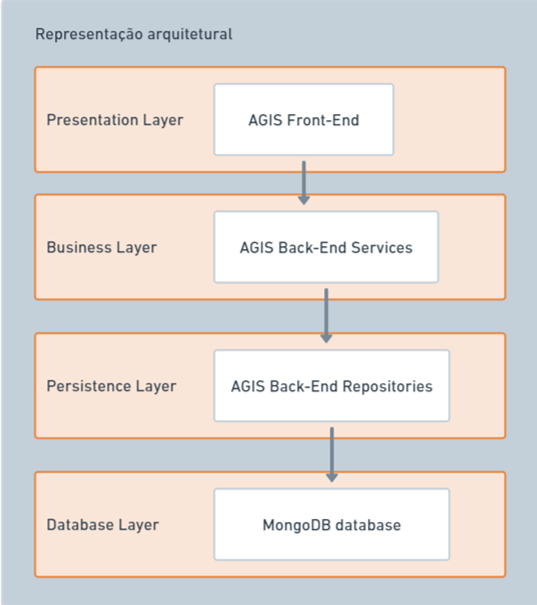 Representação arquitetural
Presentation Layer
AGIS Front-End
Business Layer
AGIS Back-End Services
Persistence Layer
AGIS Back-End Repositories
Database Layer
MongoDB database